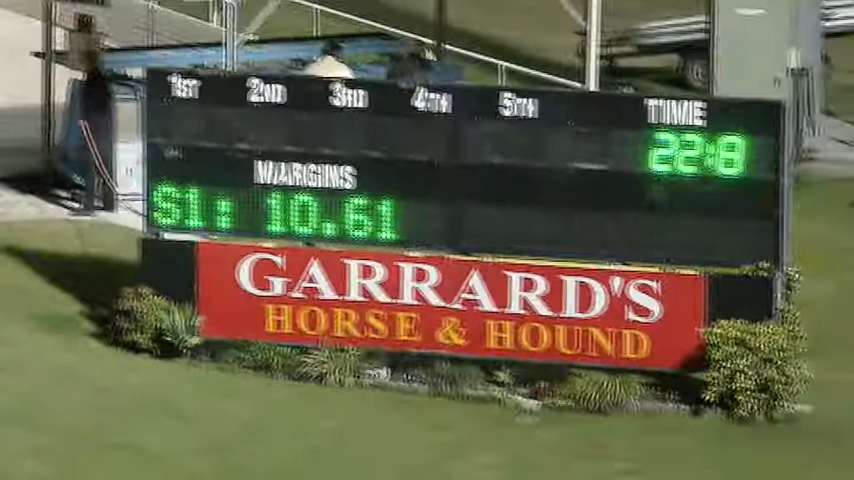 1ST 2ND 3RD 4TH 5TH TIME
22:8
MARGINS
S1: 10.61
GARRARD'S
HORSE & HOUND